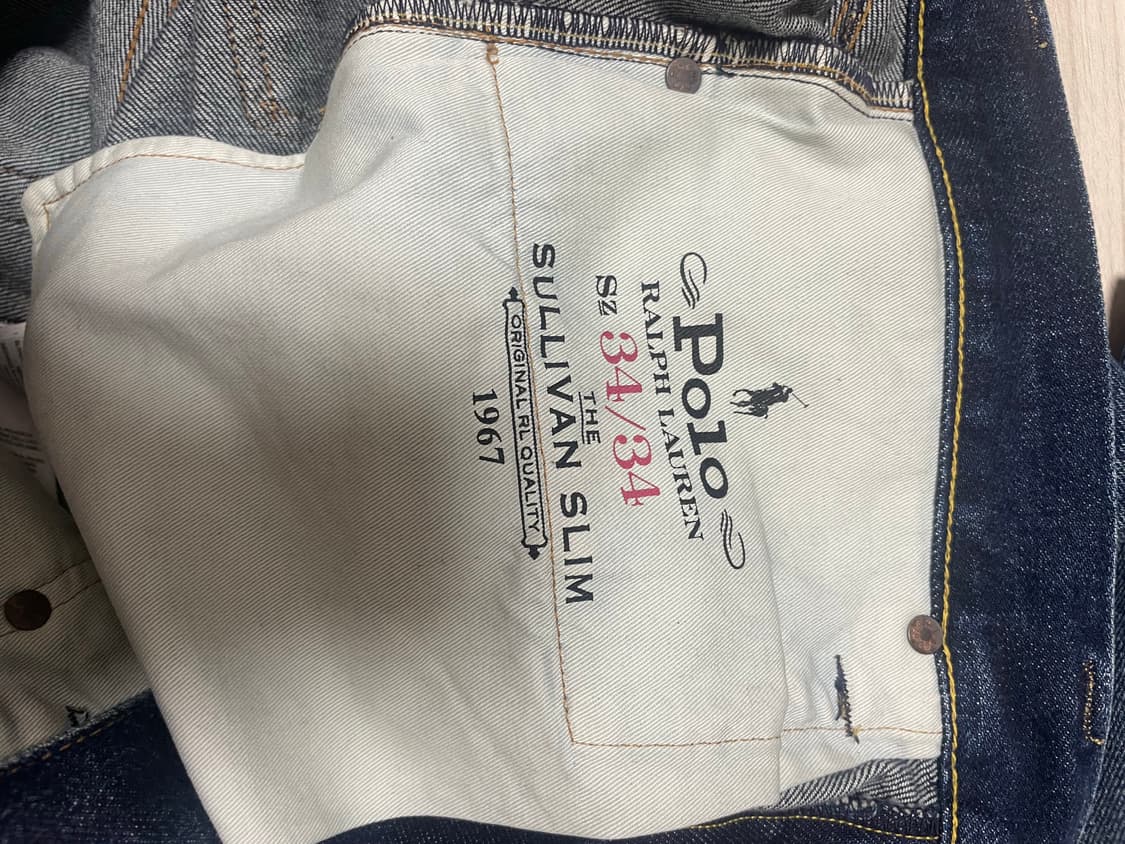 Polo
RALPH LAUREN
Sz 34/34
THE
SULLIVAN SLIM
ORIGINAL RL QUALITY
1967